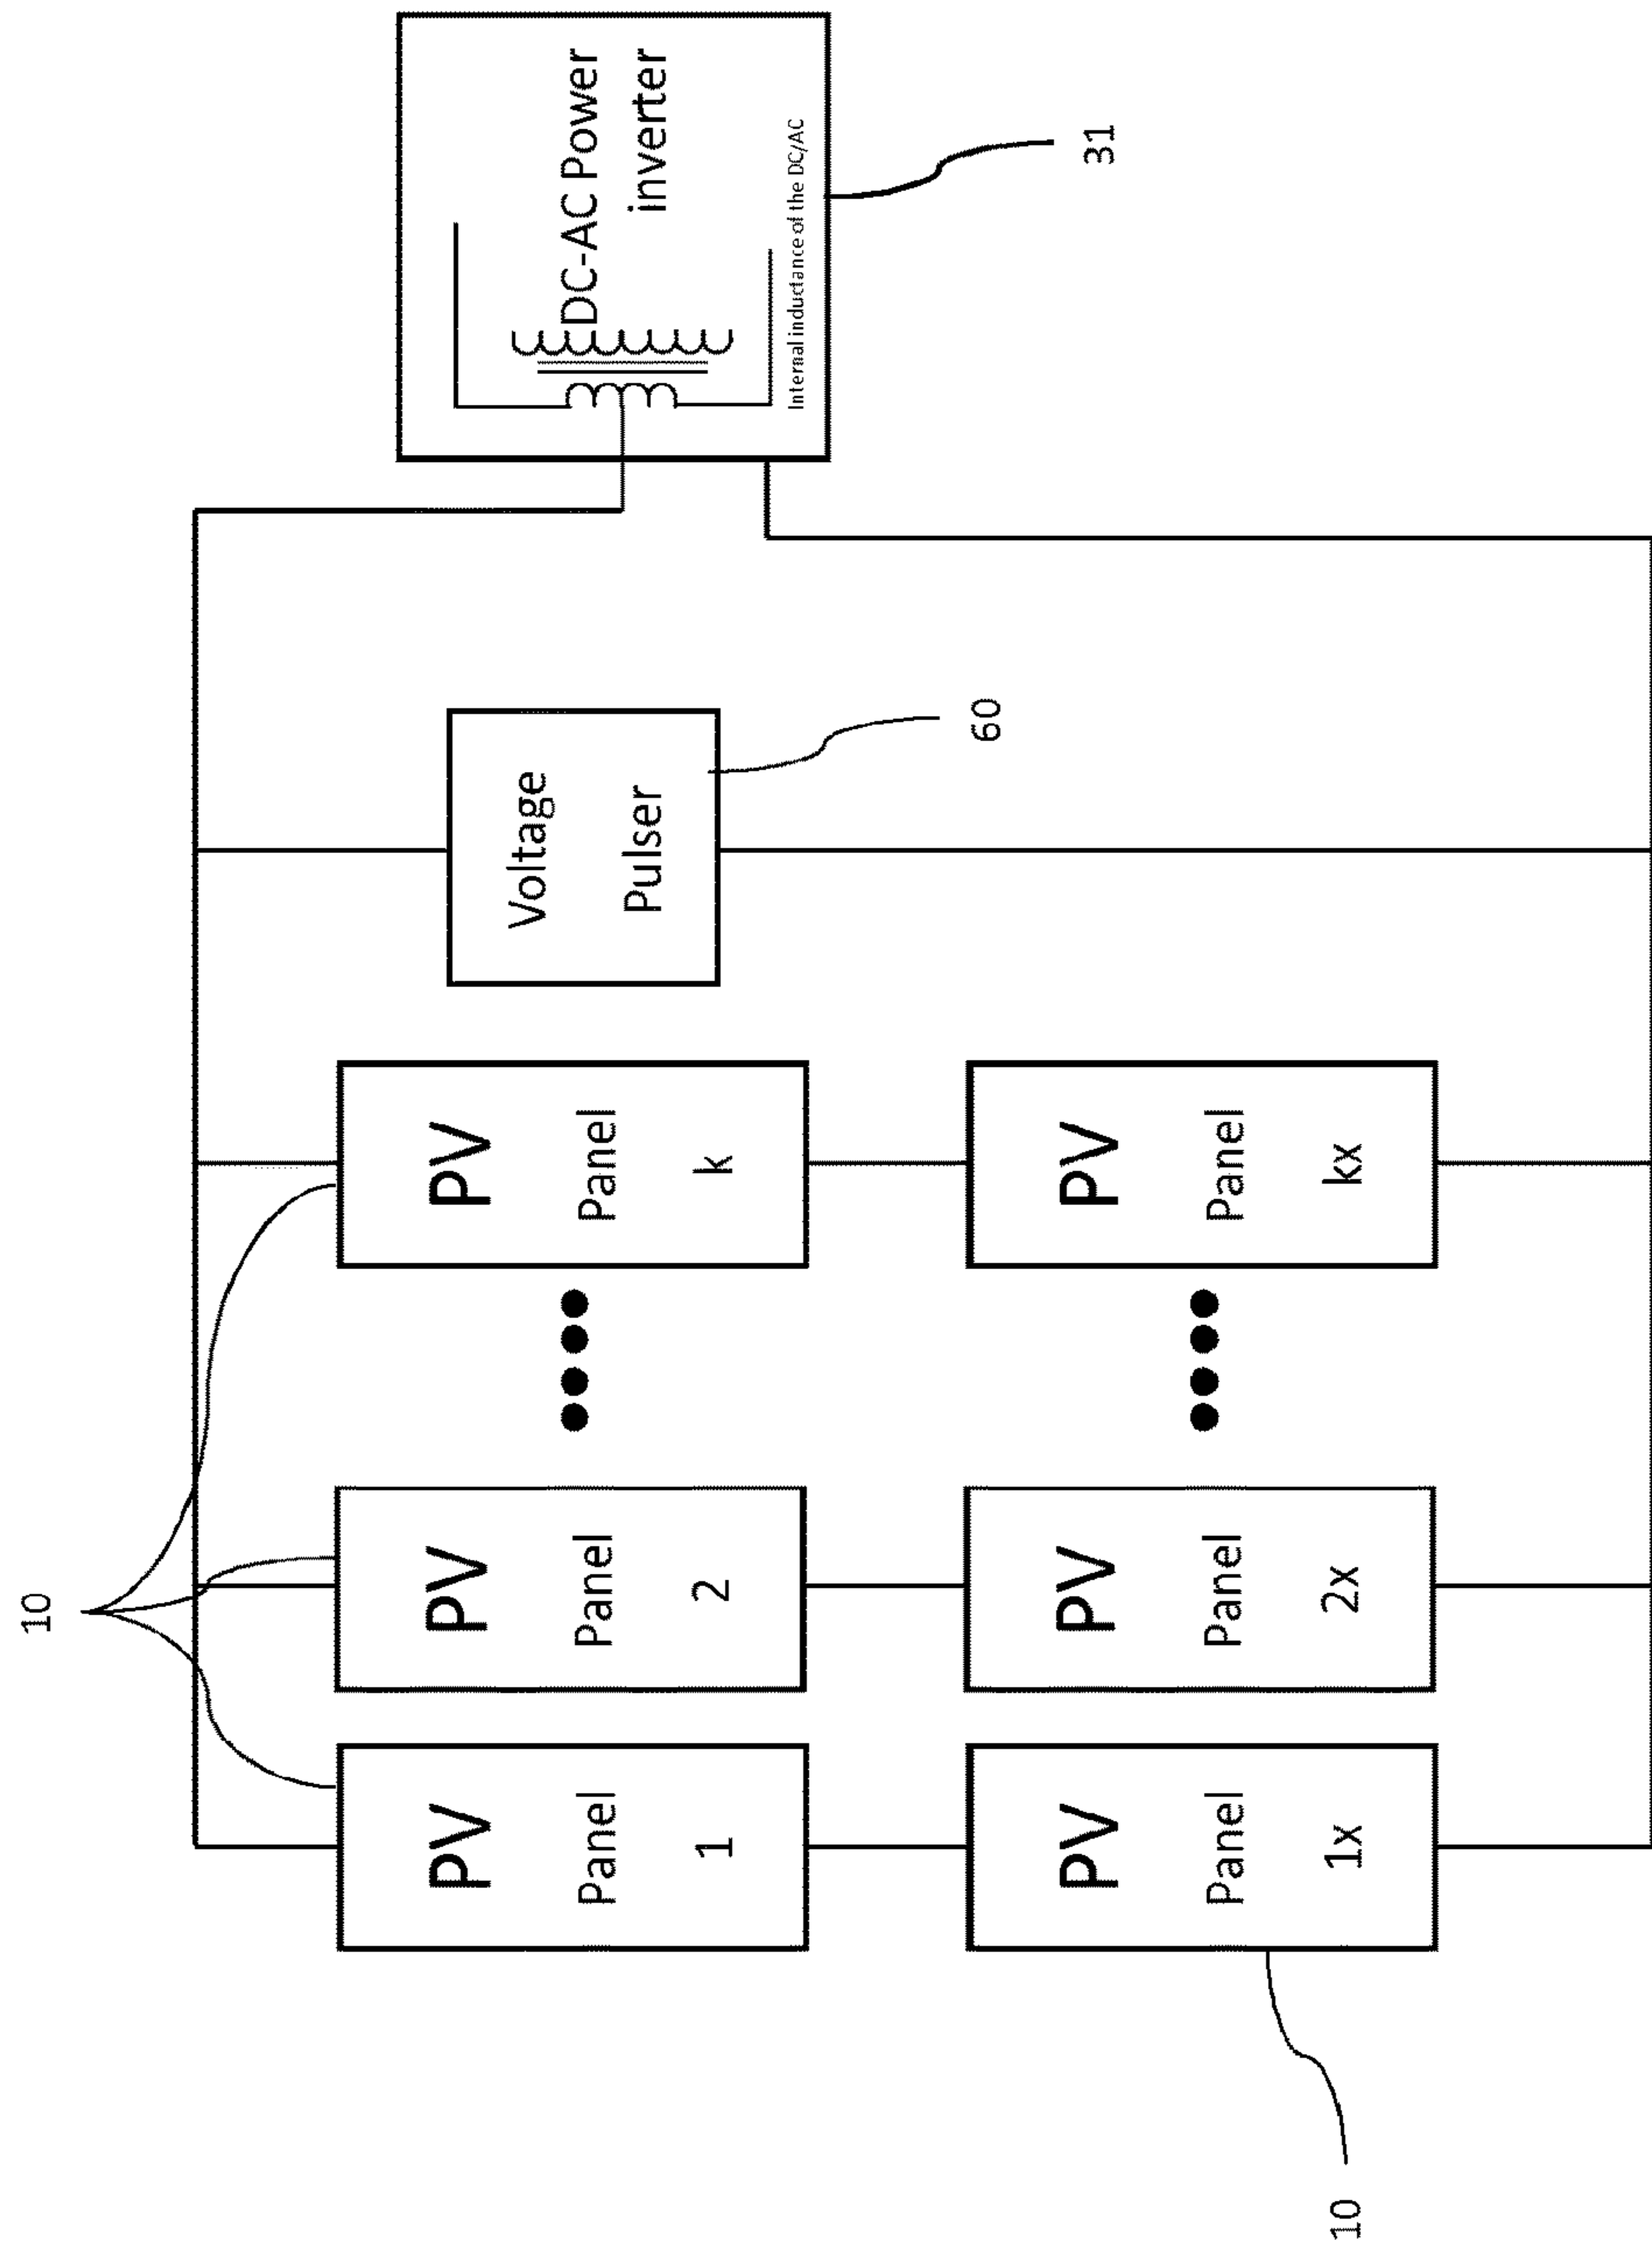 10
PV
Panel
1
PV
Panel
2
PV
Panel
k
Voltage
Pulser
60
DC-AC Power
inverter
Internal inductance of the DC/AC
31
PV
Panel
1x
PV
Panel
2x
PV
Panel
kx
10